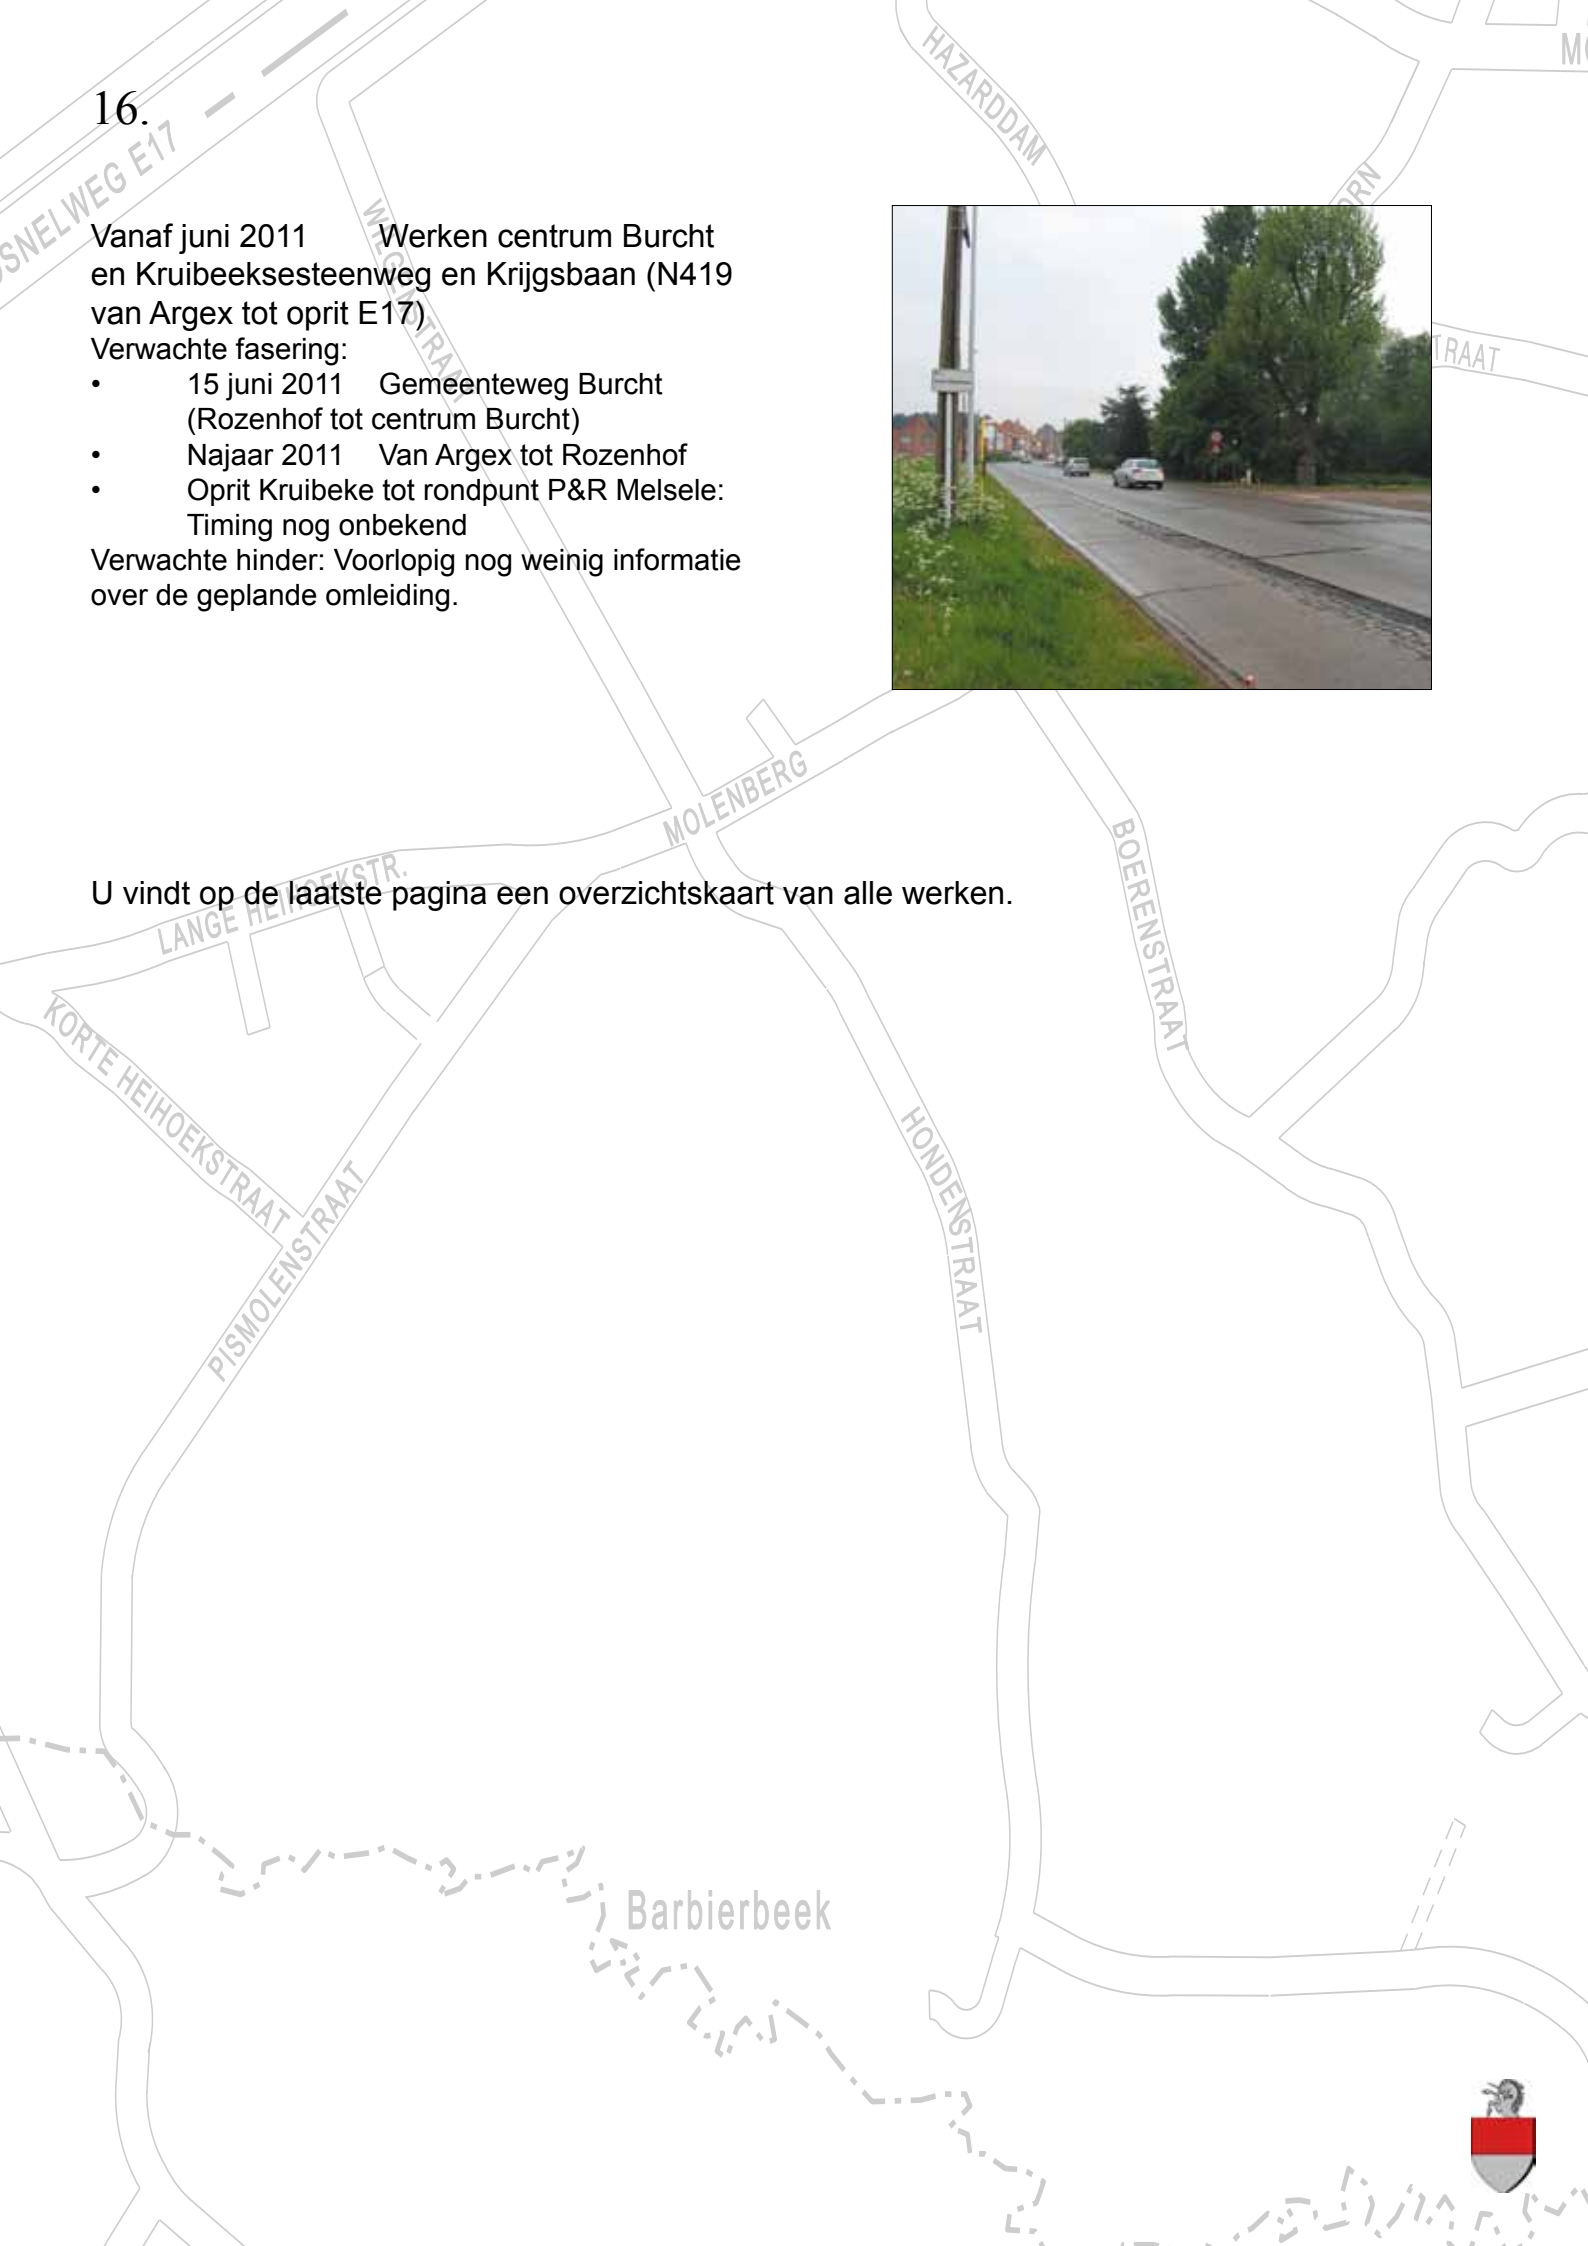 16.
Vanaf juni 2011 Werken centrum Burcht
en Kruibeeksesteenweg en Krijgsbaan (N419
van Argex tot oprit E17)
Verwachte fasering:
• 15 juni 2011 Gemeenteweg Burcht
(Rozenhof tot centrum Burcht)
• Najaar 2011 Van Argex tot Rozenhof
• Oprit Kruibeke tot rondpunt P&R Melsele:
Timing nog onbekend
Verwachte hinder: Voorlopig nog weinig informatie
over de geplande omleiding.
U vindt op de laatste pagina een overzichtskaart van alle werken.
SNELWEG E17
HAZARDDAM
ORN
TRAAT
MOLENBERG
LANGE HEIHOEKSTR.
KORTE HEIHOEKSTRAAT
PISMOLENSTRAAT
HONDENSTRAAT
BOERENSTRAAT
Barbierbeek